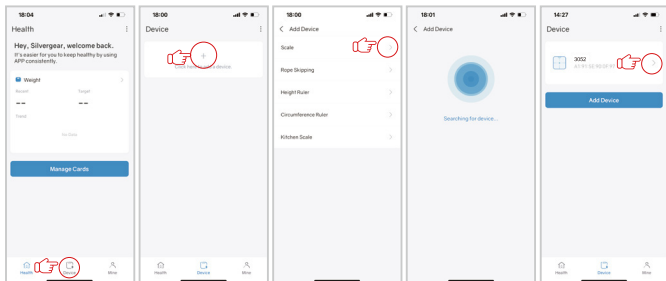 18:04
Health
Hey, Silvergear, welcome back.
It's easier for you to keep healthy by using
APP consistently.
Weight
Recent
Target
--
--
Trend
No Data
Manage Cards
Health
Device
Mine
18:00
Device
+
device
Health
Device
Mine
18:00
Add Device
Scale
Rope Skipping
Height Ruler
Circumference Ruler
Kitchen Scale
18:01
Add Device
Searching for device...
14:27
Device
3052
Add Device
Health
Device
Mine